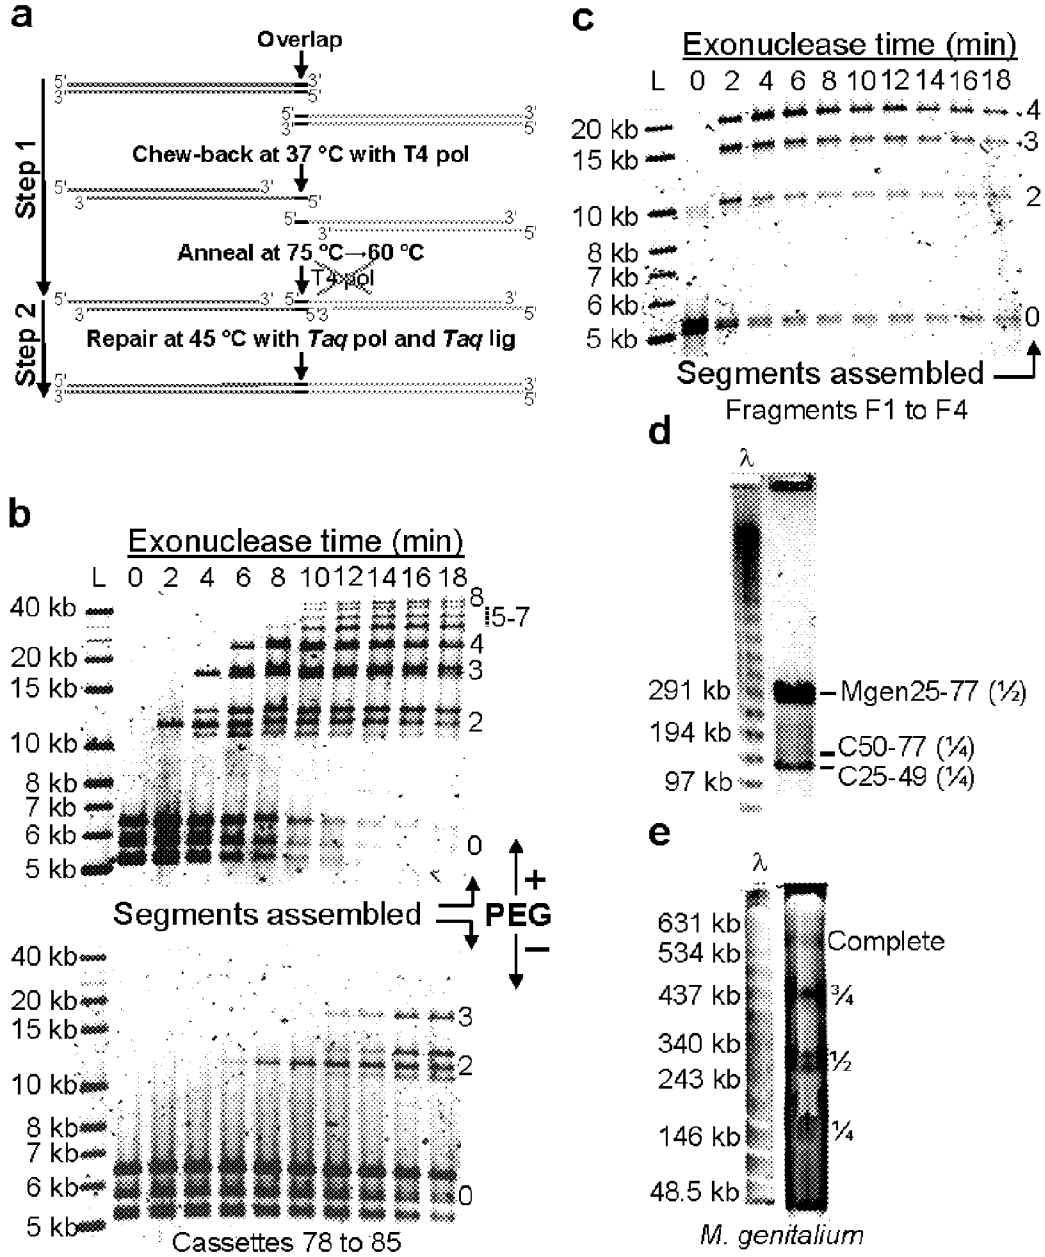 a
Overlap
5' 3'
3' 5'
5' 3'
3' 5'
Step 1
Chew-back at 37 ºC with T4 pol
5' 3'
3' 5'
5' 3'
3' 5'
Anneal at 75 ºC→60 ºC
T4 pol
5' 3' 5' 3'
3' 5' 3' 5'
Step 2
Repair at 45 ºC with Taq pol and Taq lig
5' 3'
3' 5'
b
Exonuclease time (min)
L 0 2 4 6 8 10 12 14 16 18
40 kb 8
5-7
4
20 kb 3
15 kb
2
10 kb
8 kb
7 kb
6 kb 0
5 kb
+
Segments assembled PEG
−
40 kb
20 kb 3
15 kb
2
10 kb
8 kb
7 kb
6 kb 0
5 kb
Cassettes 78 to 85
c
Exonuclease time (min)
L 0 2 4 6 8 10 12 14 16 18
4
20 kb 3
15 kb
2
10 kb
8 kb
7 kb
6 kb 0
5 kb
Segments assembled
Fragments F1 to F4
d
λ
291 kb Mgen25-77 (½)
194 kb C50-77 (¼)
97 kb C25-49 (¼)
e
λ
631 kb
Complete
534 kb
437 kb ¾
340 kb
½
243 kb
146 kb ¼
48.5 kb
M. genitalium